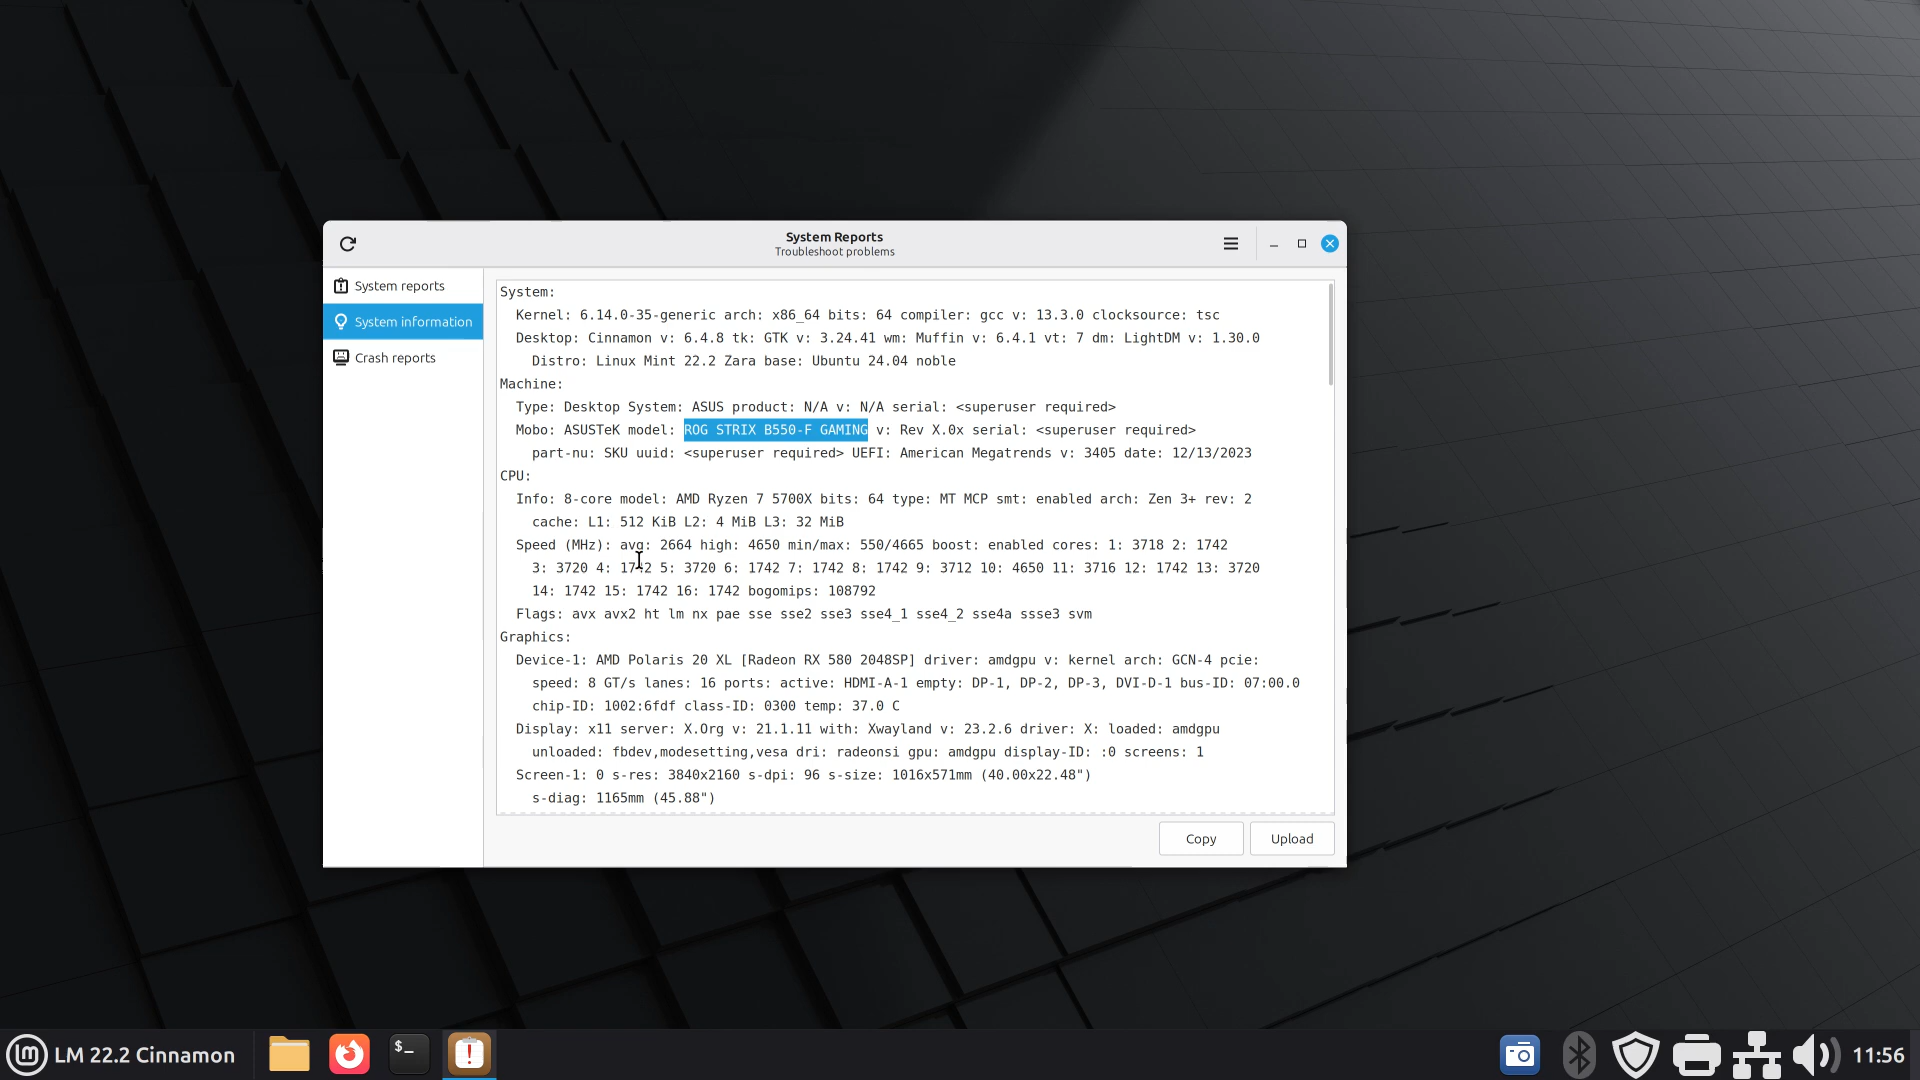 System Reports
Troubleshoot problems
System reports
System information
Crash reports
System:
Kernel: 6.14.0-35-generic arch: x86_64 bits: 64 compiler: gcc v: 13.3.0 clocksource: tsc
Desktop: Cinnamon v: 6.4.8 tk: GTK v: 3.24.41 wm: Muffin v: 6.4.1 vt: 7 dm: LightDM v: 1.30.0
Distro: Linux Mint 22.2 Zara base: Ubuntu 24.04 noble
Machine:
Type: Desktop System: ASUS product: N/A v: N/A serial: <superuser required>
Mobo: ASUSTeK model: ROG STRIX B550-F GAMING v: Rev X.0x serial: <superuser required>
part-nu: SKU uuid: <superuser required> UEFI: American Megatrends v: 3405 date: 12/13/2023
CPU:
Info: 8-core model: AMD Ryzen 7 5700X bits: 64 type: MT MCP smt: enabled arch: Zen 3+ rev: 2
cache: L1: 512 KiB L2: 4 MiB L3: 32 MiB
Speed (MHz): avg: 2664 high: 4650 min/max: 550/4665 boost: enabled cores: 1: 3718 2: 1742
3: 3720 4: 1742 5: 3720 6: 1742 7: 1742 8: 1742 9: 3712 10: 4650 11: 3716 12: 1742 13: 3720
14: 1742 15: 1742 16: 1742 bogomips: 108792
Flags: avx avx2 ht lm nx pae sse sse2 sse3 sse4_1 sse4_2 sse4a ssse3 svm
Graphics:
Device-1: AMD Polaris 20 XL [Radeon RX 580 2048SP] driver: amdgpu v: kernel arch: GCN-4 pcie:
speed: 8 GT/s lanes: 16 ports: active: HDMI-A-1 empty: DP-1, DP-2, DP-3, DVI-D-1 bus-ID: 07:00.0
chip-ID: 1002:6fdf class-ID: 0300 temp: 37.0 C
Display: x11 server: X.Org v: 21.1.11 with: Xwayland v: 23.2.6 driver: X: loaded: amdgpu
unloaded: fbdev,modesetting,vesa dri: radeonsi gpu: amdgpu display-ID: :0 screens: 1
Screen-1: 0 s-res: 3840x2160 s-dpi: 96 s-size: 1016x571mm (40.00x22.48")
s-diag: 1165mm (45.88")
Copy
Upload
LM 22.2 Cinnamon
$_
11:56